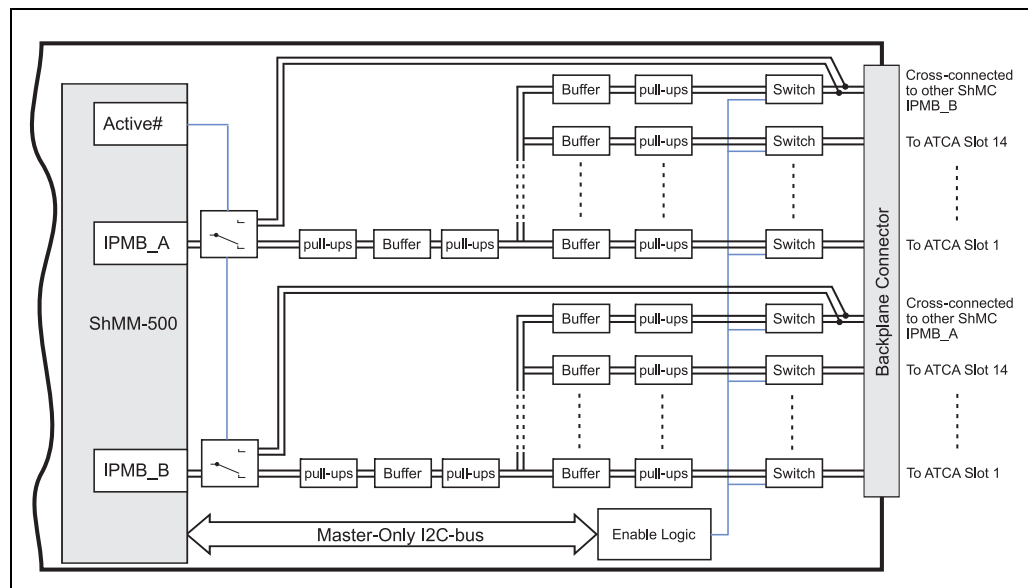 Buffer
pull-ups
Switch
Cross-connected
to other ShMC
IPMB_B
Active#
Buffer
pull-ups
Switch
To ATCA Slot 14
IPMB_A
pull-ups
Buffer
pull-ups
Buffer
pull-ups
Switch
To ATCA Slot 1
ShMM-500
Buffer
pull-ups
Switch
Cross-connected
to other ShMC
IPMB_A
Backplane Connector
Buffer
pull-ups
Switch
To ATCA Slot 14
IPMB_B
pull-ups
Buffer
pull-ups
Buffer
pull-ups
Switch
To ATCA Slot 1
Master-Only I2C-bus
Enable Logic